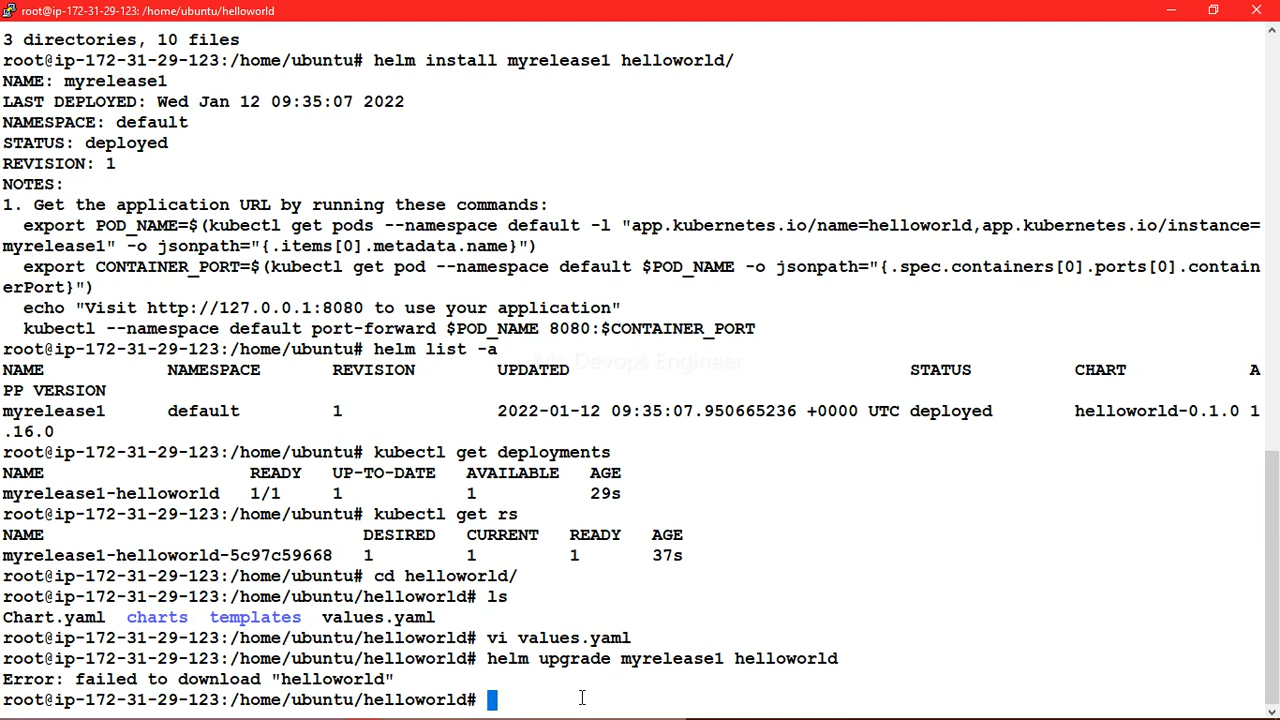 root@ip-172-31-29-123: /home/ubuntu/helloworld
3 directories, 10 files
root@ip-172-31-29-123:/home/ubuntu# helm install myrelease1 helloworld/
NAME: myrelease1
LAST DEPLOYED: Wed Jan 12 09:35:07 2022
NAMESPACE: default
STATUS: deployed
REVISION: 1
NOTES:
1. Get the application URL by running these commands:
  export POD_NAME=$(kubectl get pods --namespace default -l "app.kubernetes.io/name=helloworld,app.kubernetes.io/instance=
myrelease1" -o jsonpath="{.items[0].metadata.name}")
  export CONTAINER_PORT=$(kubectl get pod --namespace default $POD_NAME -o jsonpath="{.spec.containers[0].ports[0].contain
erPort}")
  echo "Visit http://127.0.0.1:8080 to use your application"
  kubectl --namespace default port-forward $POD_NAME 8080:$CONTAINER_PORT
root@ip-172-31-29-123:/home/ubuntu# helm list -a
Mr. Devops Engineer
NAME            NAMESPACE       REVISION        UPDATED                                 STATUS          CHART            A
PP VERSION
myrelease1      default         1               2022-01-12 09:35:07.950665236 +0000 UTC deployed        helloworld-0.1.0 1
.16.0
root@ip-172-31-29-123:/home/ubuntu# kubectl get deployments
NAME                    READY   UP-TO-DATE   AVAILABLE   AGE
myrelease1-helloworld   1/1     1            1           29s
root@ip-172-31-29-123:/home/ubuntu# kubectl get rs
NAME                               DESIRED   CURRENT   READY   AGE
myrelease1-helloworld-5c97c59668   1         1         1       37s
root@ip-172-31-29-123:/home/ubuntu# cd helloworld/
root@ip-172-31-29-123:/home/ubuntu/helloworld# ls
Chart.yaml  charts  templates  values.yaml
root@ip-172-31-29-123:/home/ubuntu/helloworld# vi values.yaml
root@ip-172-31-29-123:/home/ubuntu/helloworld# helm upgrade myrelease1 helloworld
Error: failed to download "helloworld"
root@ip-172-31-29-123:/home/ubuntu/helloworld#